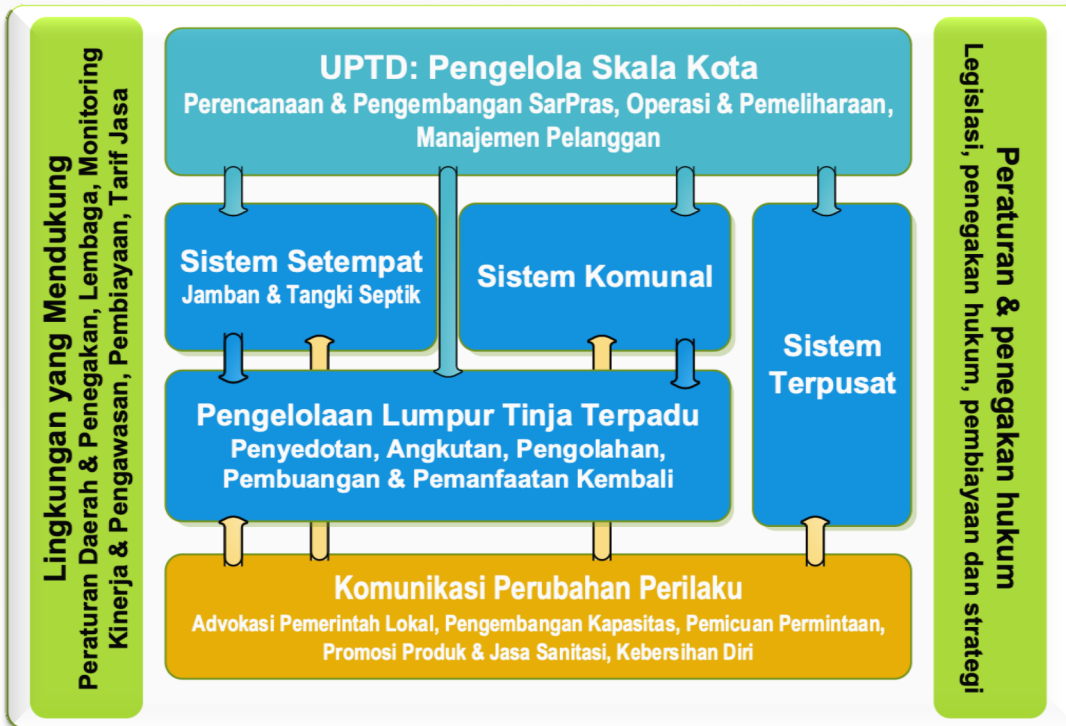 Lingkungan yang Mendukung
Peraturan Daerah & Penegakan, Lembaga, Monitoring
Kinerja & Pengawasan, Pembiayaan, Tarif Jasa
UPTD: Pengelola Skala Kota
Perencanaan & Pengembangan SarPras, Operasi & Pemeliharaan,
Manajemen Pelanggan
Sistem Setempat
Jamban & Tangki Septik
Sistem Komunal
Sistem
Terpusat
Pengelolaan Lumpur Tinja Terpadu
Penyedotan, Angkutan, Pengolahan,
Pembuangan & Pemanfaatan Kembali
Komunikasi Perubahan Perilaku
Advokasi Pemerintah Lokal, Pengembangan Kapasitas, Pemicuan Permintaan,
Promosi Produk & Jasa Sanitasi, Kebersihan Diri
Peraturan & penegakan hukum
Legislasi, penegakan hukum, pembiayaan dan strategi